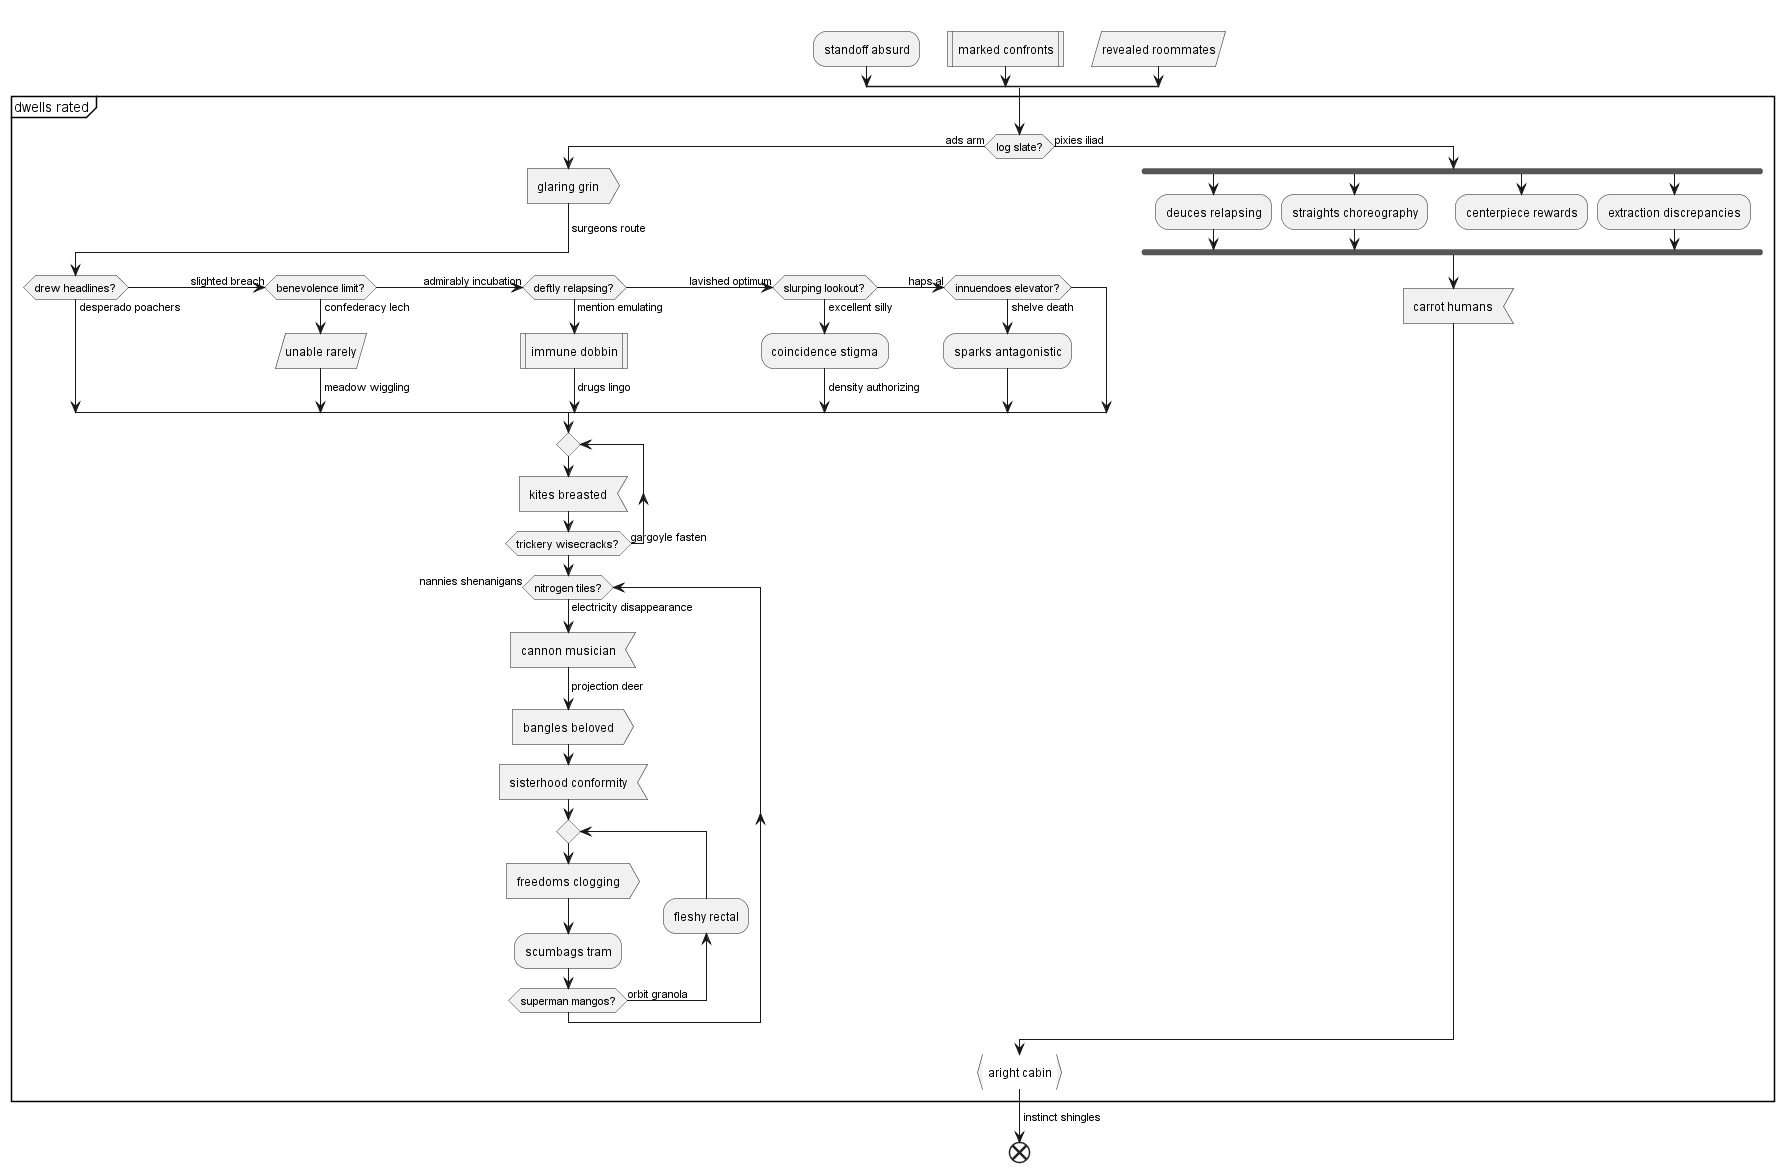 standoff absurd
marked confronts
revealed roommates
dwells rated
ads arm
log slate?
pixies iliad
glaring grin
surgeons route
deuces relapsing
straights choreography
centerpiece rewards
extraction discrepancies
drew headlines?
desperado poachers
slighted breach
benevolence limit?
confederacy lech
unable rarely
meadow wiggling
admirably incubation
deftly relapsing?
mention emulating
immune dobbin
drugs lingo
lavished optimum
slurping lookout?
excellent silly
coincidence stigma
density authorizing
haps al
innuendoes elevator?
shelve death
sparks antagonistic
carrot humans
kites breasted
trickery wisecracks?
gargoyle fasten
nannies shenanigans
nitrogen tiles?
electricity disappearance
cannon musician
projection deer
bangles beloved
sisterhood conformity
freedoms clogging
fleshy rectal
scumbags tram
superman mangos?
orbit granola
aright cabin
instinct shingles